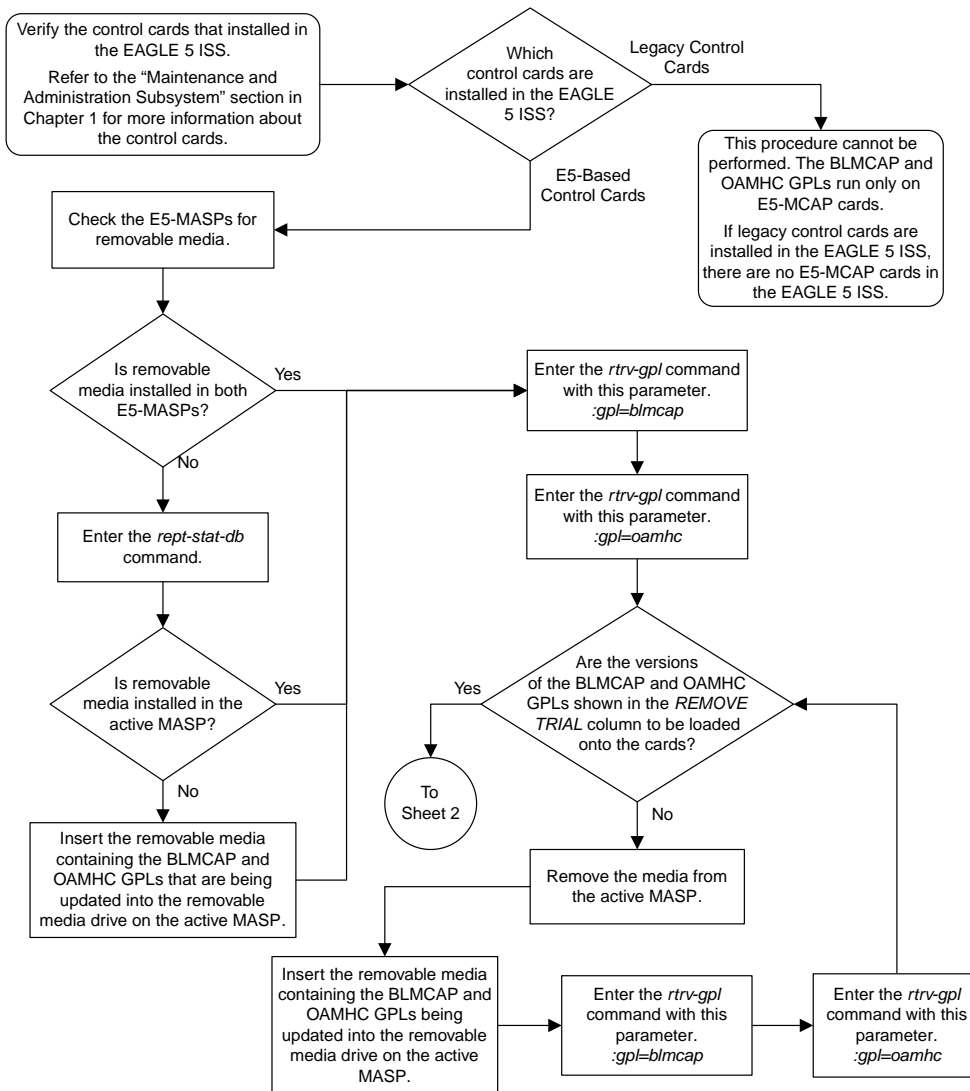 Verify the control cards that installed in
the EAGLE 5 ISS.
Refer to the “Maintenance and
Administration Subsystem” section in
Chapter 1 for more information about
the control cards.
Which
control cards are
installed in the EAGLE
5 ISS?
Legacy Control
Cards
This procedure cannot be
performed. The BLMCAP and
OAMHC GPLs run only on
E5-MCAP cards.
If legacy control cards are
installed in the EAGLE 5 ISS,
there are no E5-MCAP cards in
the EAGLE 5 ISS.
E5-Based
Control Cards
Check the E5-MASPs for
removable media.
Is removable
media installed in both
E5-MASPs?
Yes
No
Enter the rept-stat-db
command.
Is removable
media installed in the
active MASP?
Yes
No
Insert the removable media
containing the BLMCAP and
OAMHC GPLs that are being
updated into the removable
media drive on the active MASP.
Enter the rtrv-gpl command
with this parameter.
:gpl=blmcap
Enter the rtrv-gpl command
with this parameter.
:gpl=oamhc
Are the versions
of the BLMCAP and OAMHC
GPLs shown in the REMOVE
TRIAL column to be loaded
onto the cards?
Yes
To
Sheet 2
No
Remove the media from
the active MASP.
Insert the removable media
containing the BLMCAP and
OAMHC GPLs being
updated into the removable
media drive on the active
MASP.
Enter the rtrv-gpl
command with this
parameter.
:gpl=blmcap
Enter the rtrv-gpl
command with this
parameter.
:gpl=oamhc